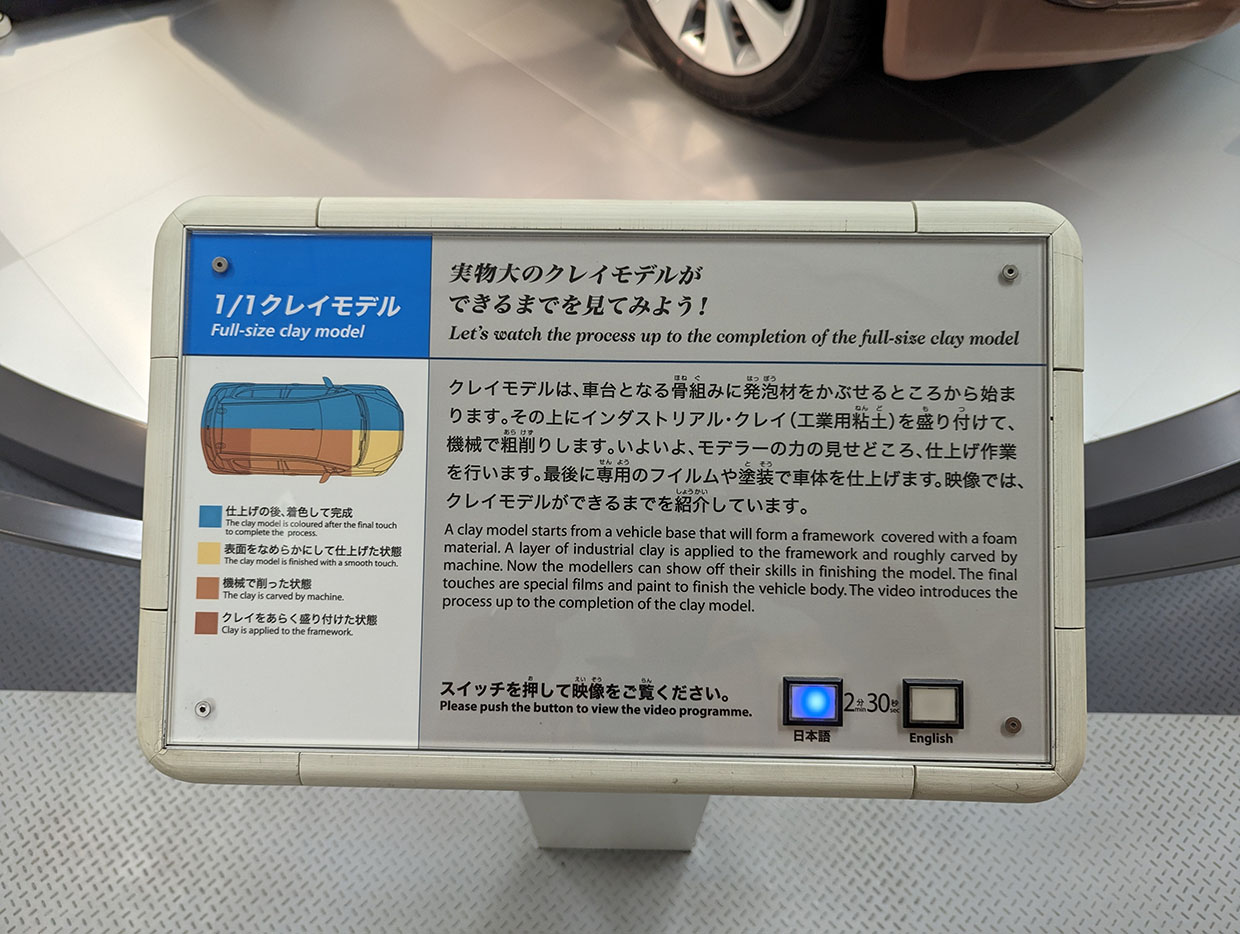 1/1クレイモデル
Full-size clay model
実物大のクレイモデルが
できるまでを見てみよう!
Let's watch the process up to the completion of the full-size clay model
仕上げの後、着色して完成
The clay model is coloured after the final touch
to complete the process.
表面をなめらかにして仕上げた状態
The clay model is finished with a smooth touch.
機械で削った状態
The clay is carved by machine.
クレイをあらく盛り付けた状態
Clay is applied to the framework.
クレイモデルは、車台となる骨組みに発泡材をかぶせるところから始ま
ります。その上にインダストリアル・クレイ(工業用粘土)を盛り付けて、
機械で粗削りします。いよいよ、モデラーの力の見せどころ、仕上げ作業
を行います。最後に専用のフイルムや塗装で車体を仕上げます。映像では、
クレイモデルができるまでを紹介しています。
A clay model starts from a vehicle base that will form a framework covered with a foam
material. A layer of industrial clay is applied to the framework and roughly carved by
machine. Now the modellers can show off their skills in finishing the model. The final
touches are special films and paint to finish the vehicle body. The video introduces the
process up to the completion of the clay model.
スイッチを押して映像をご覧ください。
Please push the button to view the video programme.
2分30秒
min sec
日本語
English